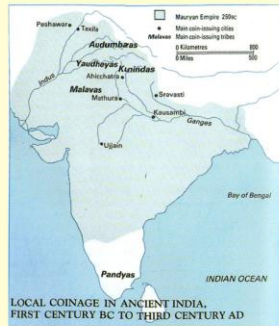 Mauryan Empire 250BC
Main coin-issuing cities
Malavas Main coin-issuing tribes
0 Kilometres 800
0 Miles 500
Peshawar
Taxila
Audumbaras
Indus
Yaudheyas
Kunindas
Ahicchatra
Malavas
Mathura
Sravasti
Kausambi
Ganges
Ujjain
Bay of Bengal
Pandyas
INDIAN OCEAN
LOCAL COINAGE IN ANCIENT INDIA,
FIRST CENTURY BC TO THIRD CENTURY AD